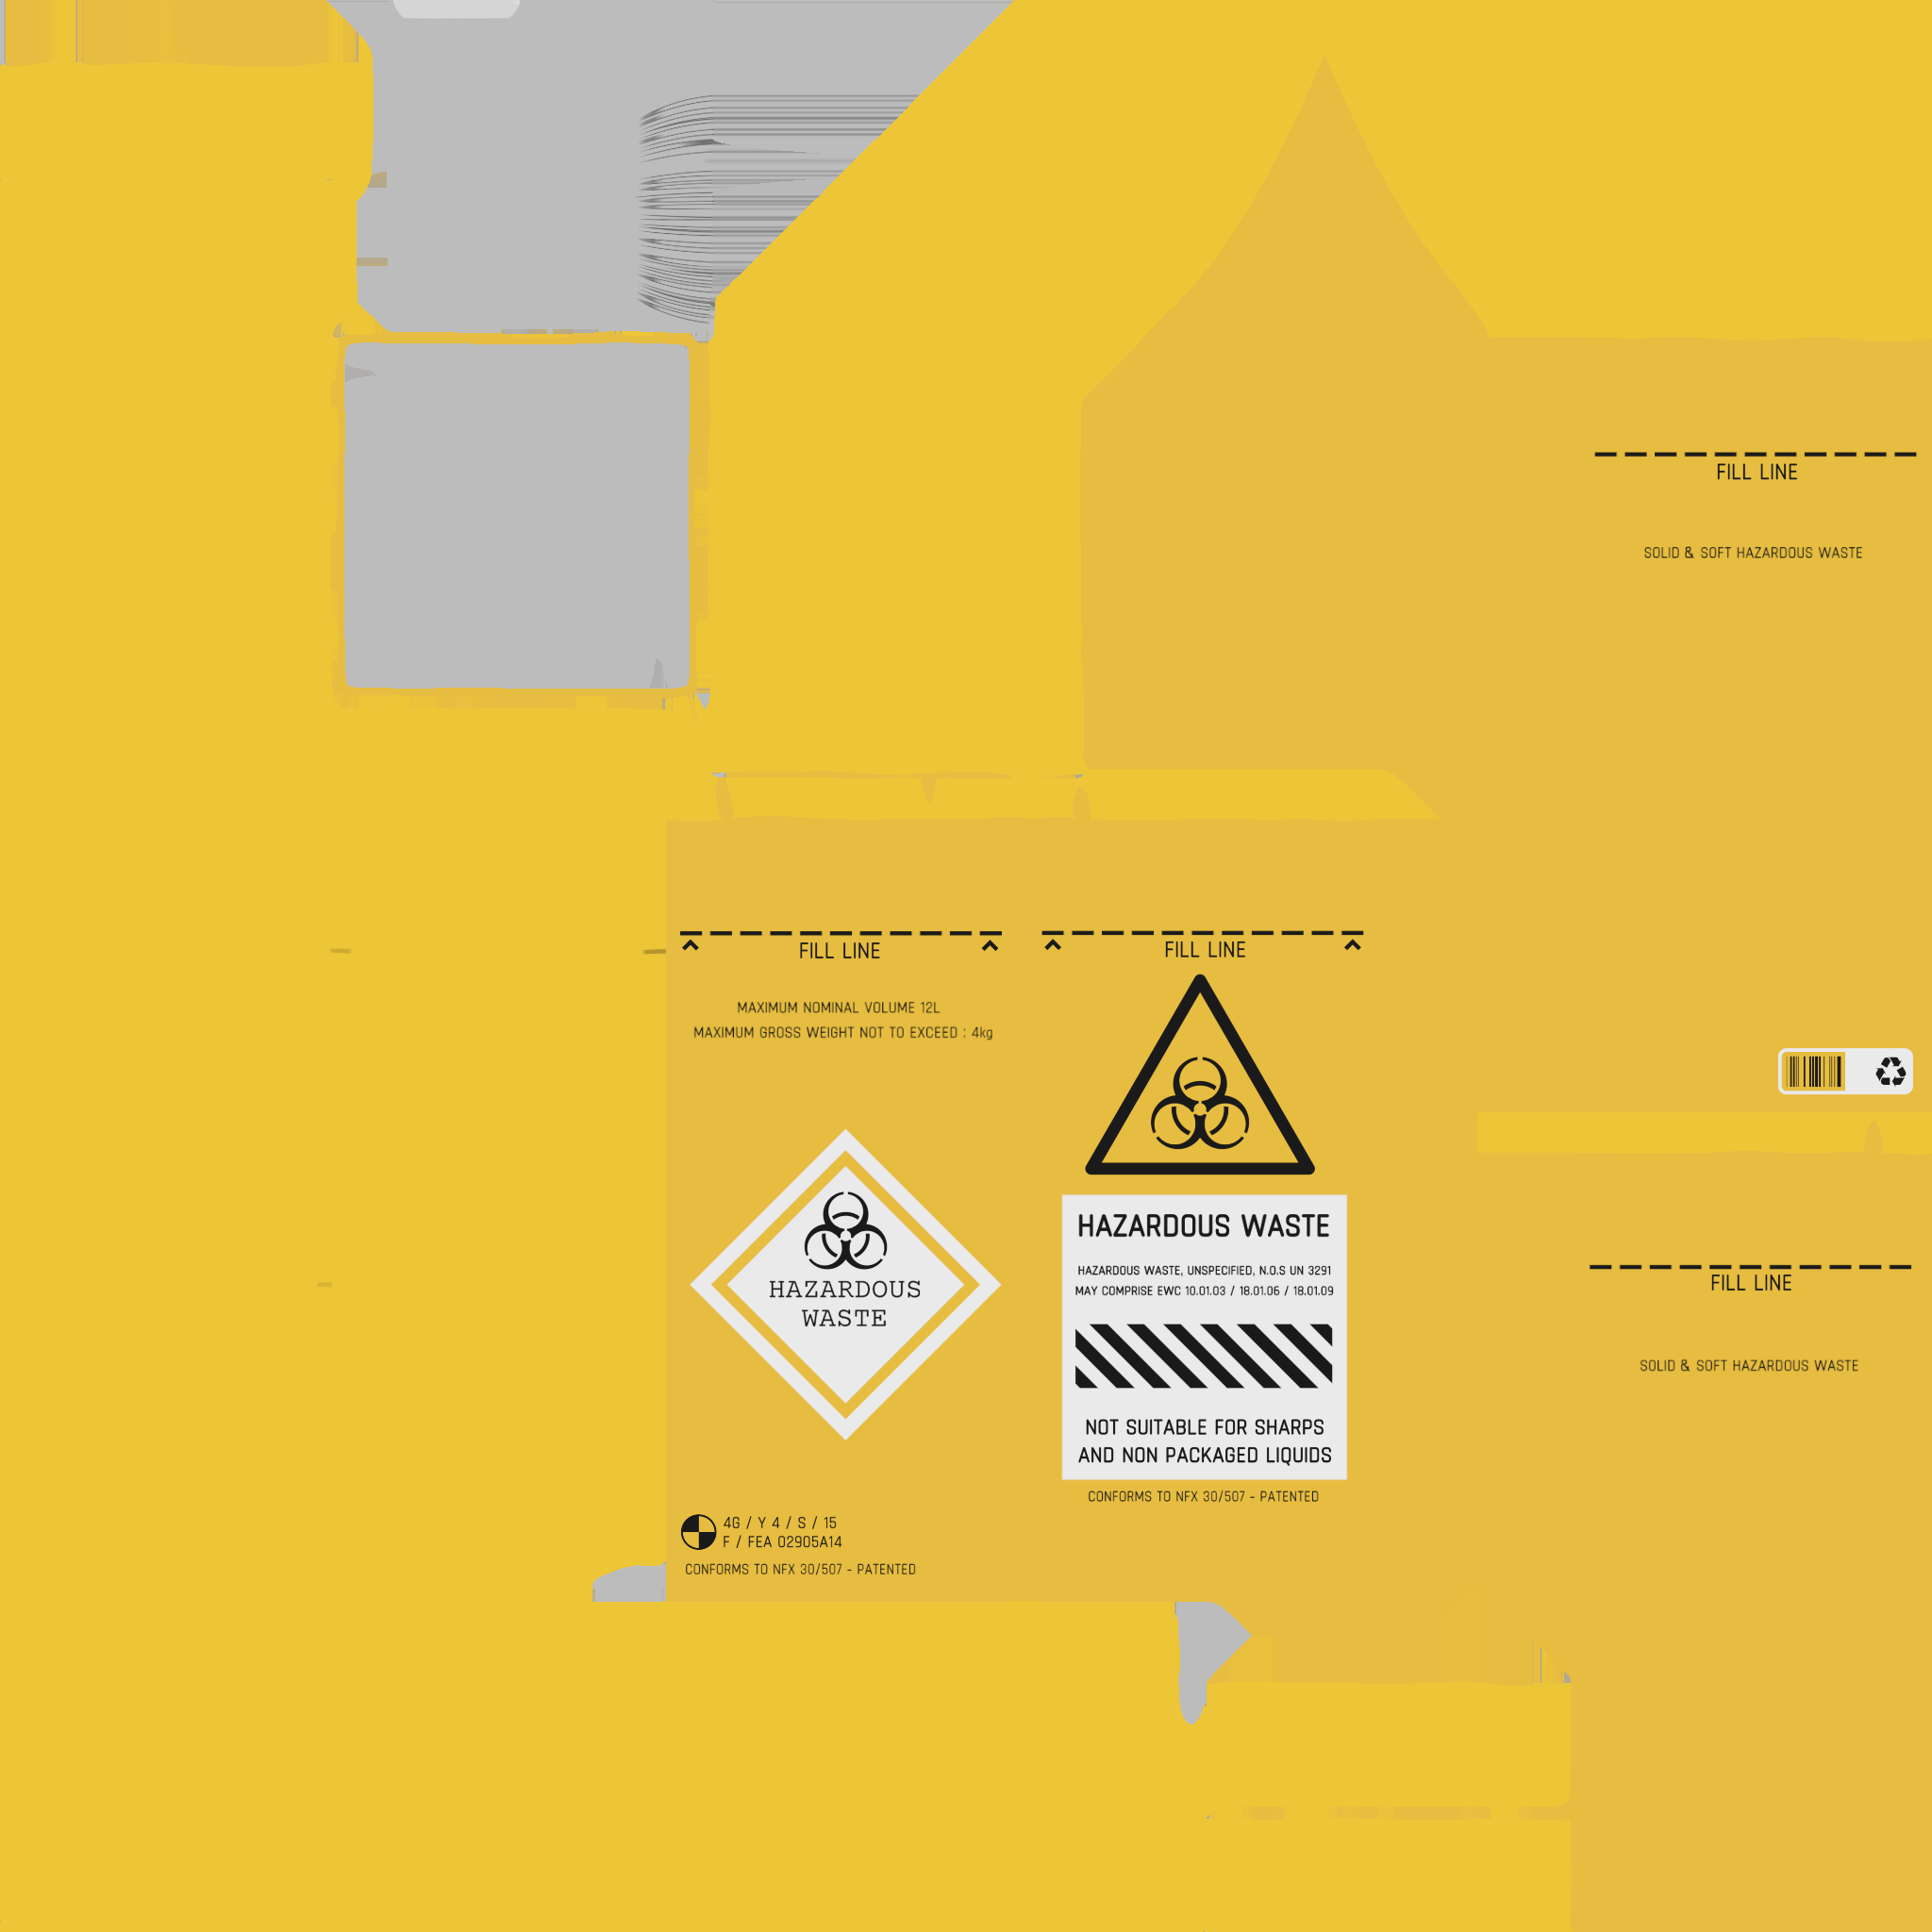 FILL LINE
SOLID & SOFT HAZARDOUS WASTE
FILL LINE
MAXIMUM NOMINAL VOLUME 12L
MAXIMUM GROSS WEIGHT NOT TO EXCEED : 4kg
HAZARDOUS
WASTE
4G / Y 4 / S / 15
F / FEA 02905A14
CONFORMS TO NFX 30/507 - PATENTED
FILL LINE
HAZARDOUS WASTE
HAZARDOUS WASTE, UNSPECIFIED, N.O.S UN 3291
MAY COMPRISE EWC 10.01.03 / 18.01.06 / 18.01.09
NOT SUITABLE FOR SHARPS
AND NON PACKAGED LIQUIDS
CONFORMS TO NFX 30/507 - PATENTED
FILL LINE
SOLID & SOFT HAZARDOUS WASTE